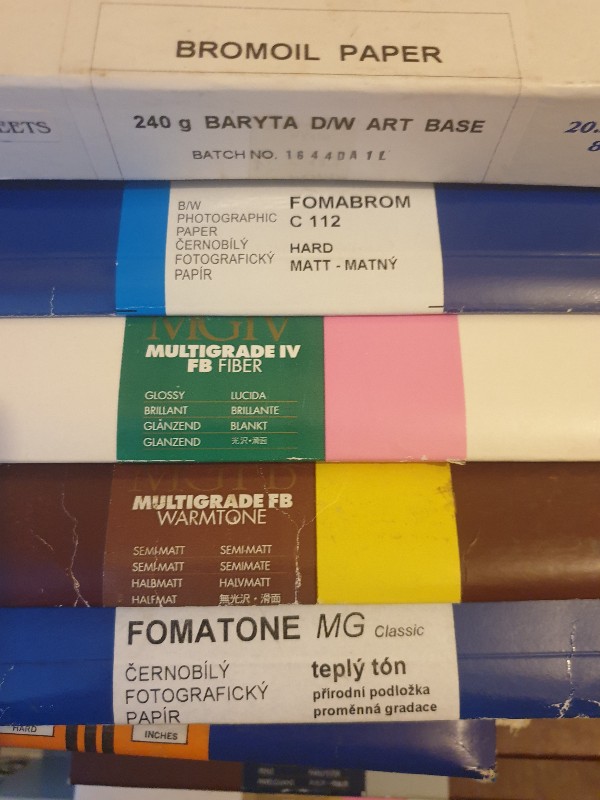 BROMOIL PAPER
240 g BARYTA D/W ART BASE
BATCH NO. 16440A1L
20.
B/W
PHOTOGRAPHIC
PAPER
ČERNOBÍLÝ
FOTOGRAFICKÝ
PAPÍR
FOMABROM
C 112
HARD
MATT - MATNÝ
MGIV
MULTIGRADE IV
FB FIBER
GLOSSY LUCIDA
BRILLANT BRILLANTE
GLÄNZEND BLANKT
GLANZEND 光沢・滑面
MGFB
MULTIGRADE FB
WARMTONE
SEMI-MATT SEMI-MATT
SEMI-MATT SEMIMATE
HALBMATT HALVMATT
HALFMAT 無光沢・滑面
FOMATONE MG Classic
ČERNOBÍLÝ
FOTOGRAFICKÝ
PAPÍR
teplý tón
přírodní podložka
proměnná gradace
HARD
INCHES